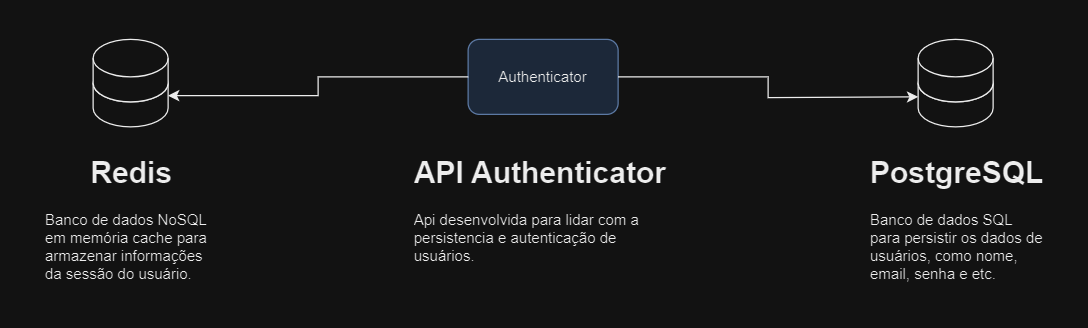 Authenticator
Redis
Banco de dados NoSQL
em memória cache para
armazenar informações
da sessão do usuário.
API Authenticator
Api desenvolvida para lidar com a
persistencia e autenticação de
usuários.
PostgreSQL
Banco de dados SQL
para persistir os dados de
usuários, como nome,
email, senha e etc.